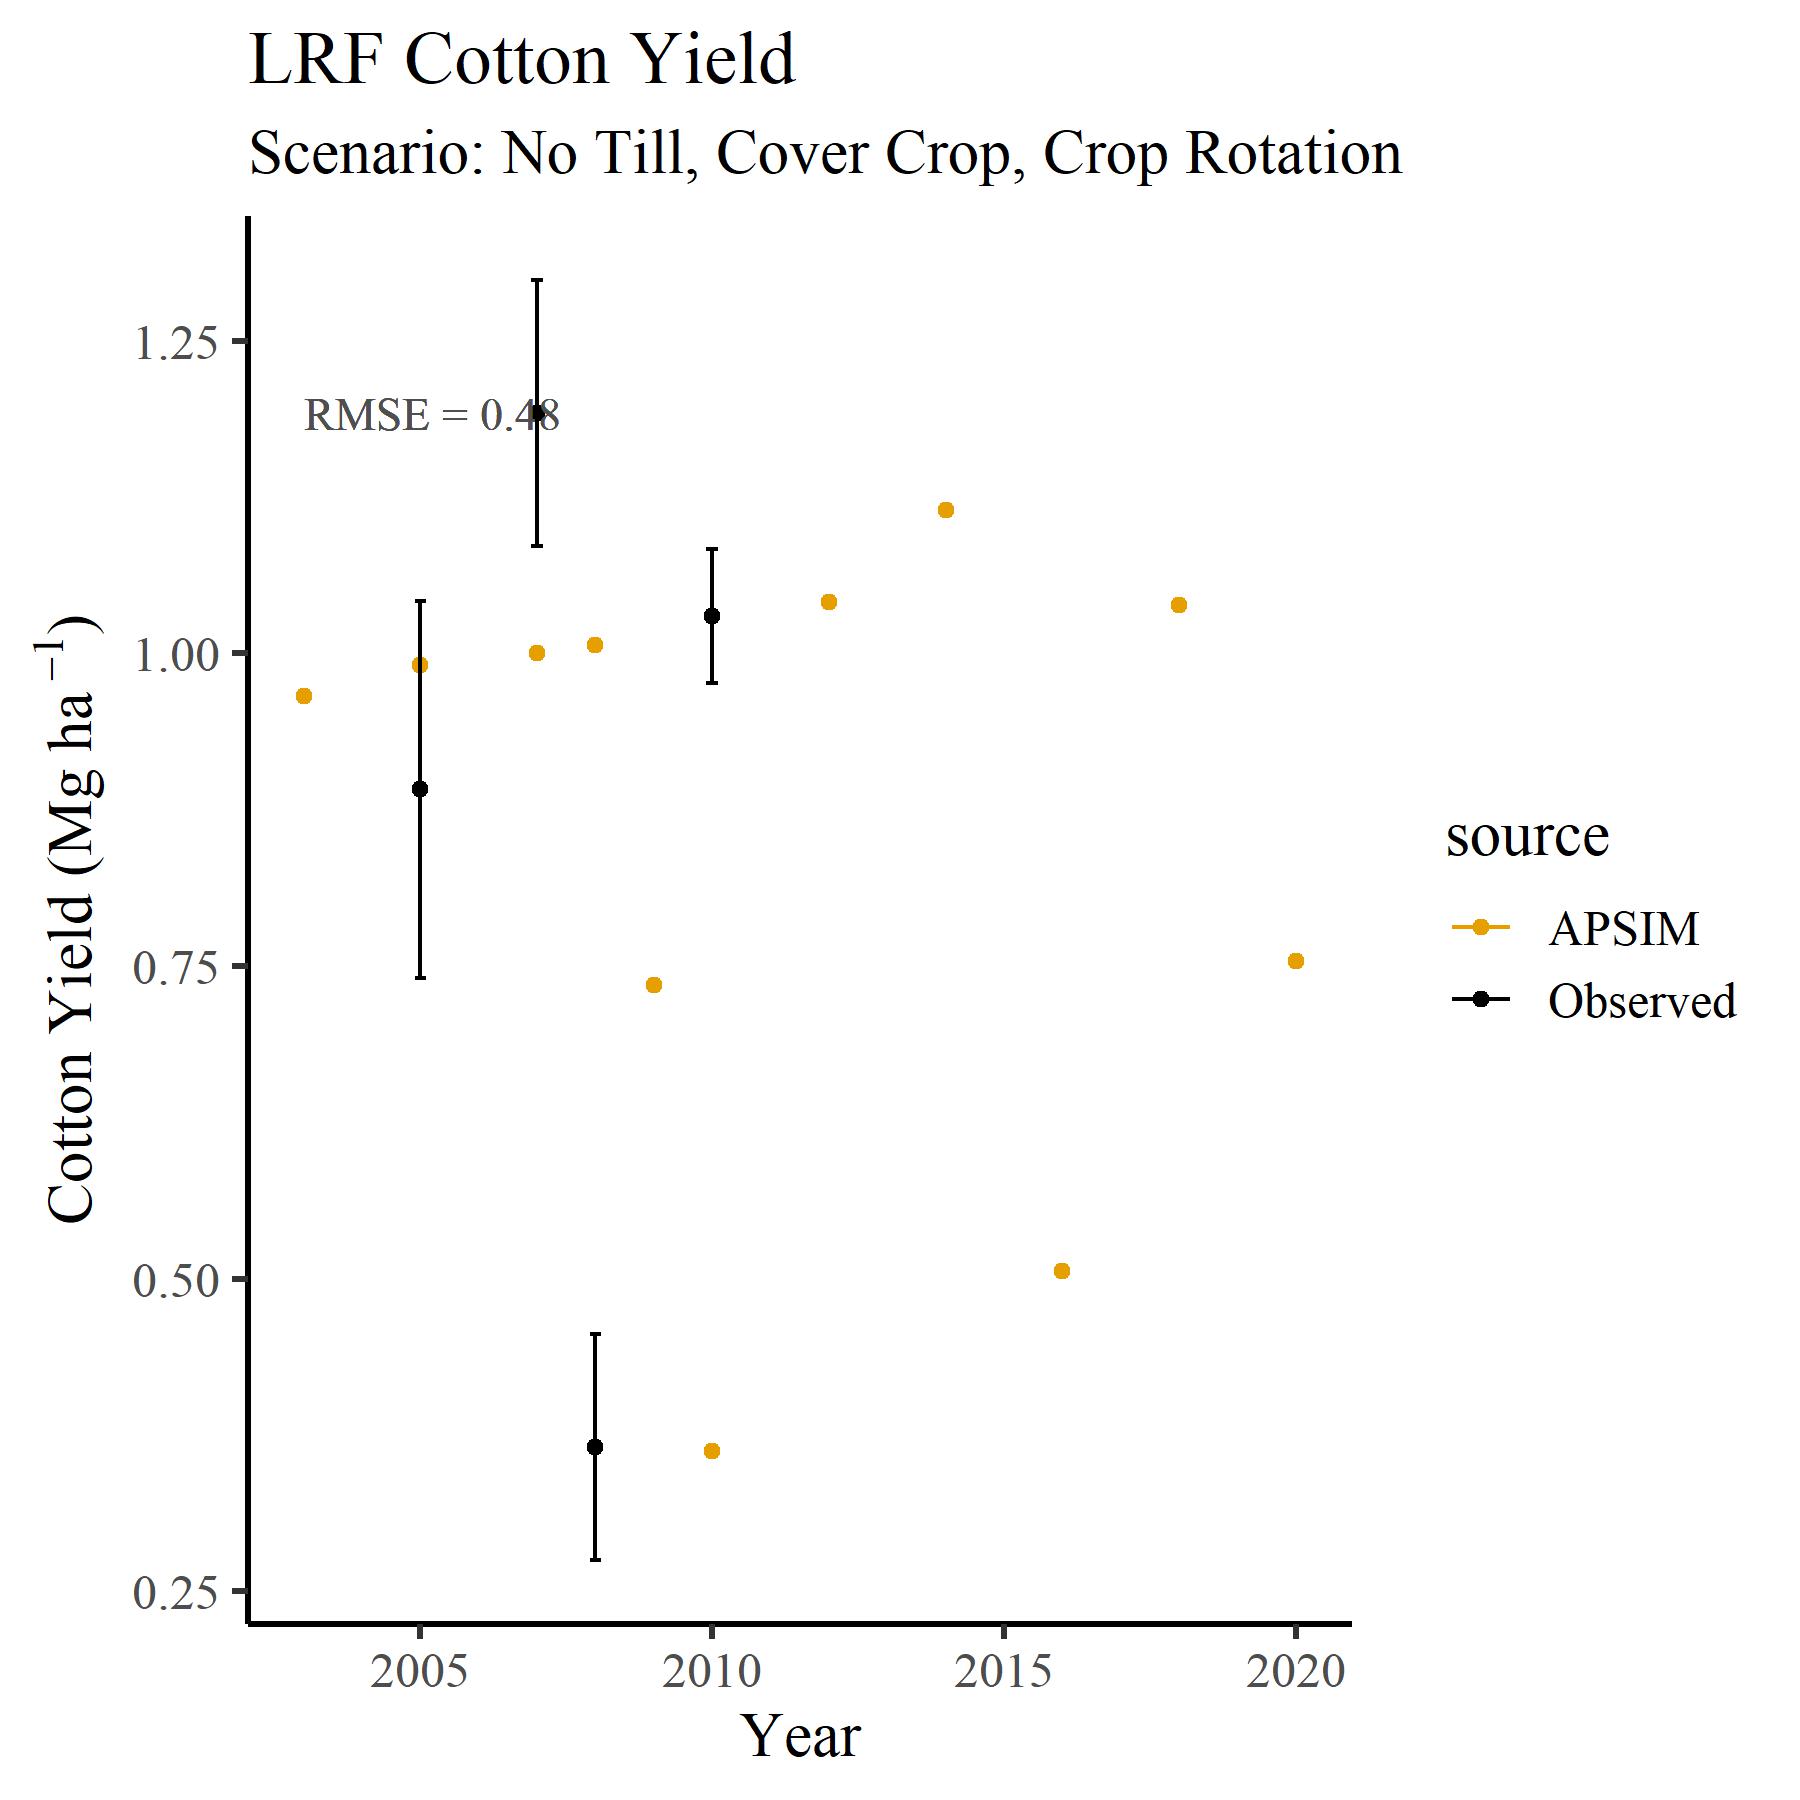 LRF Cotton Yield
Scenario: No Till, Cover Crop, Crop Rotation
Cotton Yield (Mg ha⁻¹)
1.25
1.00
0.75
0.50
0.25
RMSE = 0.48
2005
2010
2015
2020
Year
source
APSIM
Observed